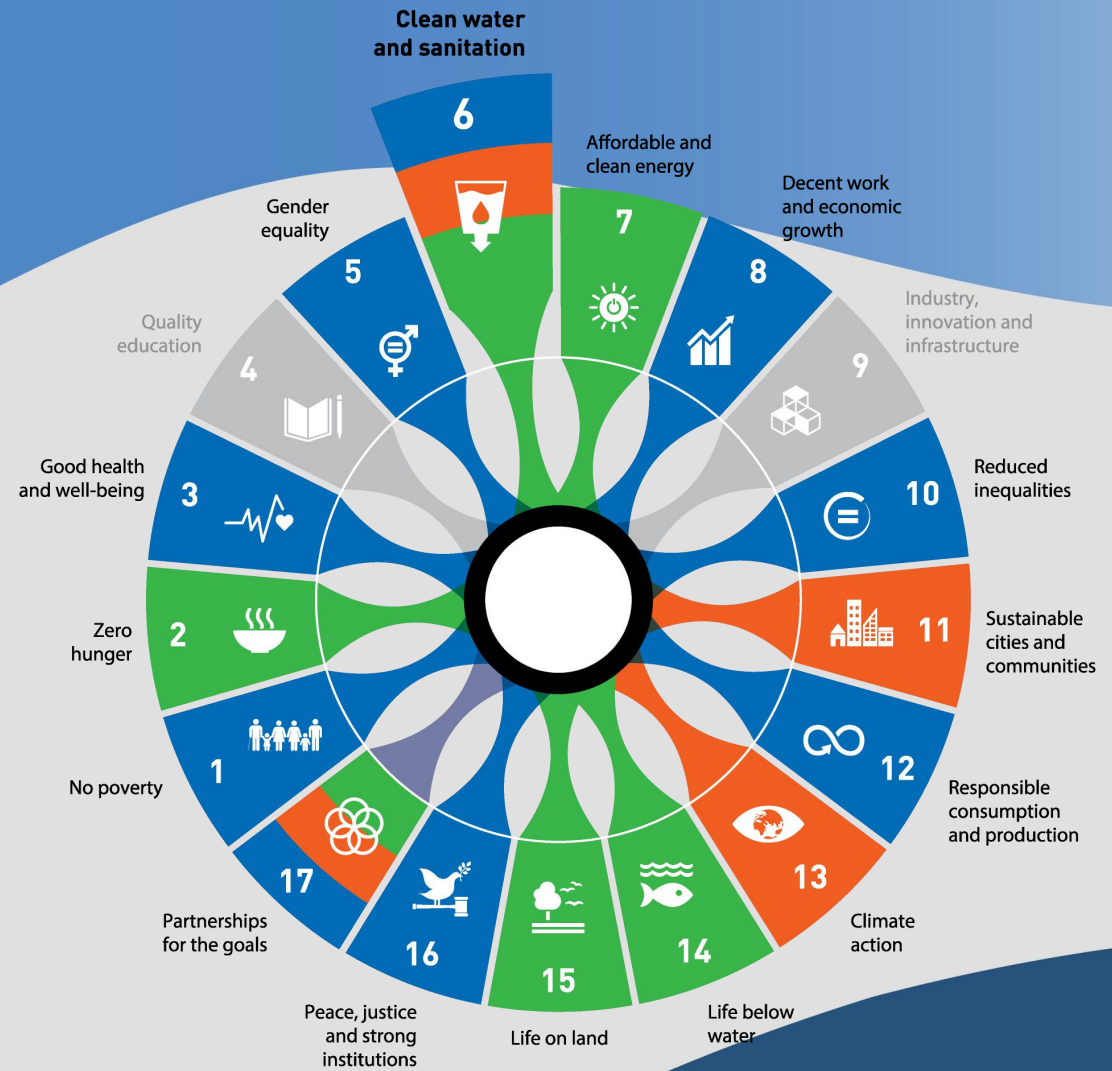 Clean water
and sanitation
6
Affordable and
clean energy
7
Decent work
and economic
growth
8
Industry,
innovation and
infrastructure
9
Reduced
inequalities
10
Sustainable
cities and
communities
11
Responsible
consumption
and production
12
Climate
action
13
Life below
water
14
Life on land
15
Peace, justice
and strong
institutions
16
Partnerships
for the goals
17
No poverty
1
Zero
hunger
2
Good health
and well-being
3
Quality
education
4
Gender
equality
5